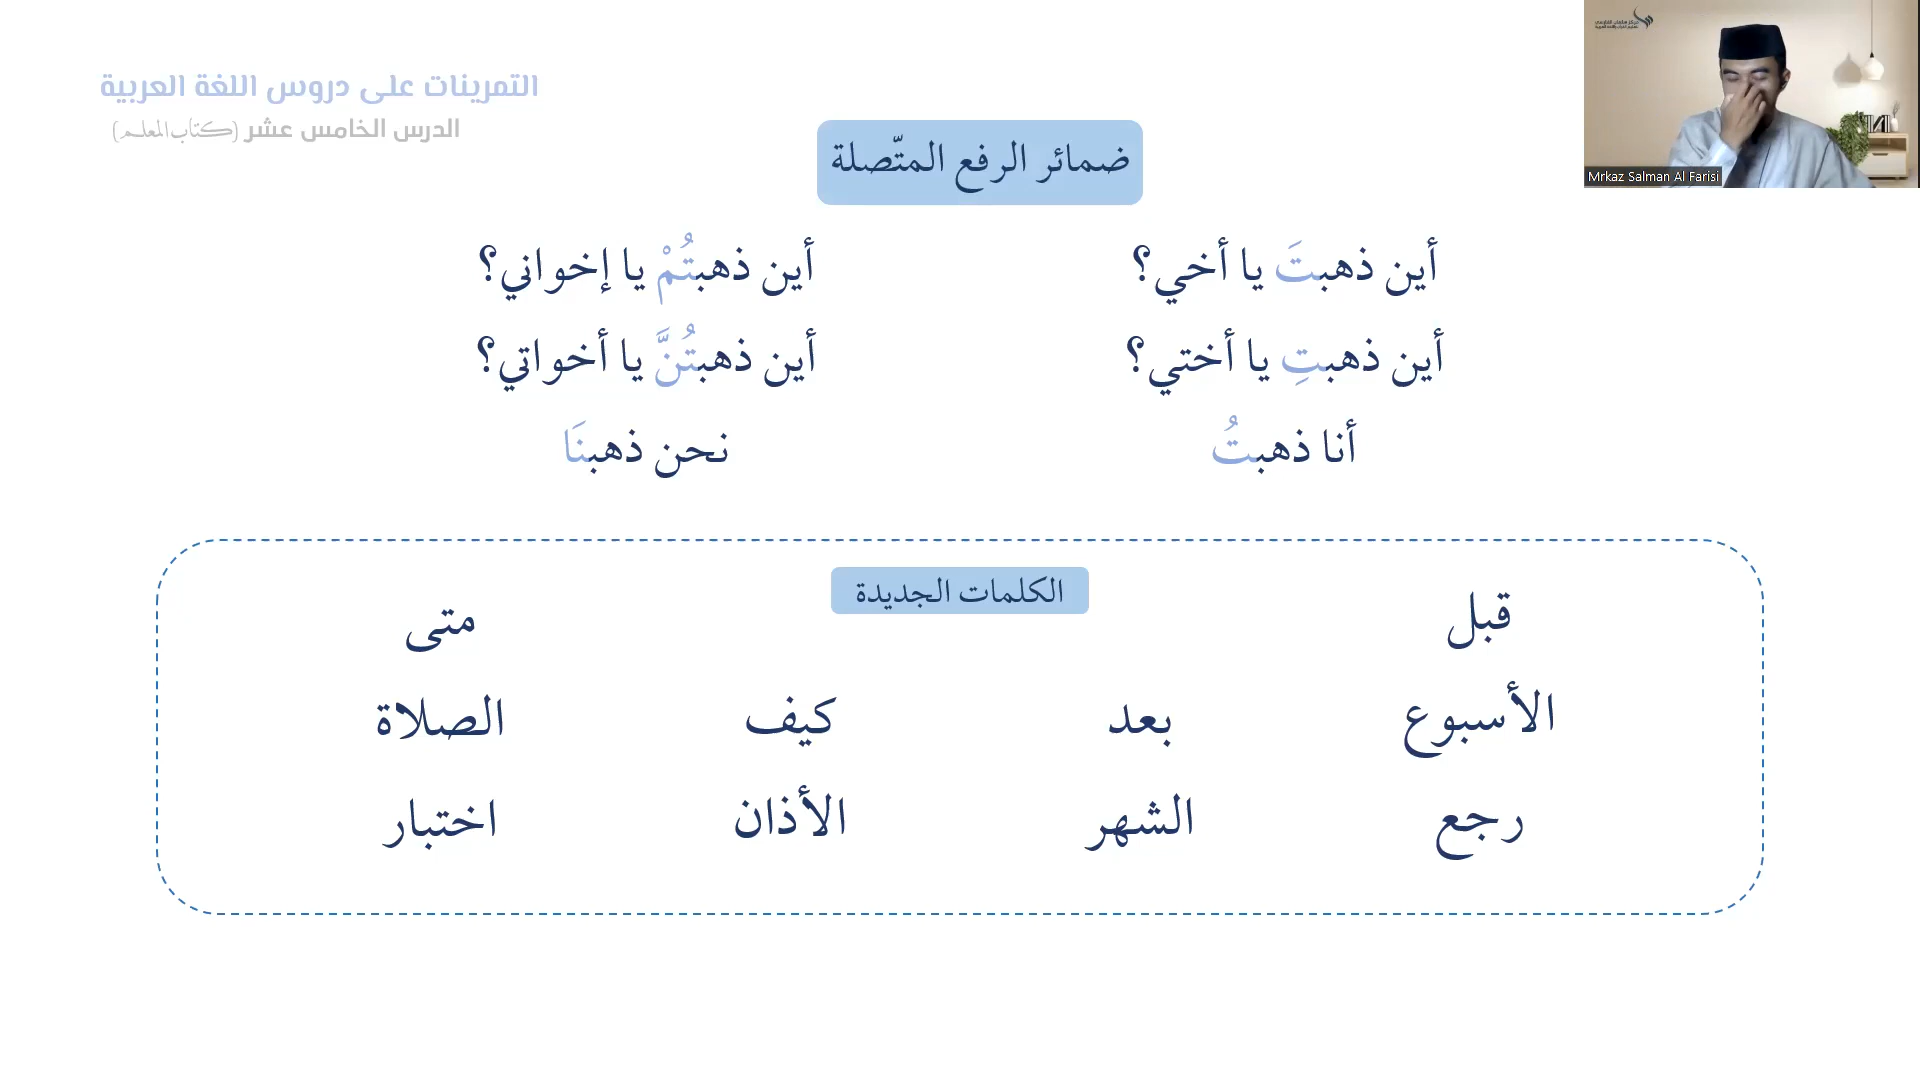 التمرينات على دروس اللغة العربية
الدرس الخامس عشر (كتاب المعلم)
ضمائر الرفع المتّصلة
أين ذهبتَ يا أخي؟
أين ذهبتُمْ يا إخواني؟
أين ذهبتِ يا أختي؟
أين ذهبتُنَّ يا أخواتي؟
أنا ذهبتُ
نحن ذهبنَا
الكلمات الجديدة
قبل
متى
الأسبوع
بعد
كيف
الصلاة
رجع
الشهر
الأذان
اختبار
Mrkaz Salman Al Farisi